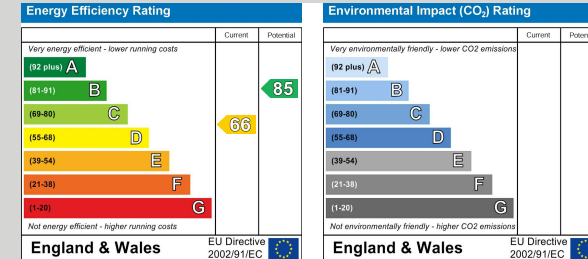 Energy Efficiency Rating
Current Potential
Very energy efficient - lower running costs
(92 plus) A
(81-91) B
85
(69-80) C
66
(55-68) D
(39-54) E
(21-38) F
(1-20) G
Not energy efficient - higher running costs
England & Wales
EU Directive
2002/91/EC
Environmental Impact (CO₂) Rating
Current Poten
Very environmentally friendly - lower CO2 emissions
(92 plus) A
(81-91) B
(69-80) C
(55-68) D
(39-54) E
(21-38) F
(1-20) G
Not environmentally friendly - higher CO2 emissions
England & Wales
EU Directive
2002/91/EC